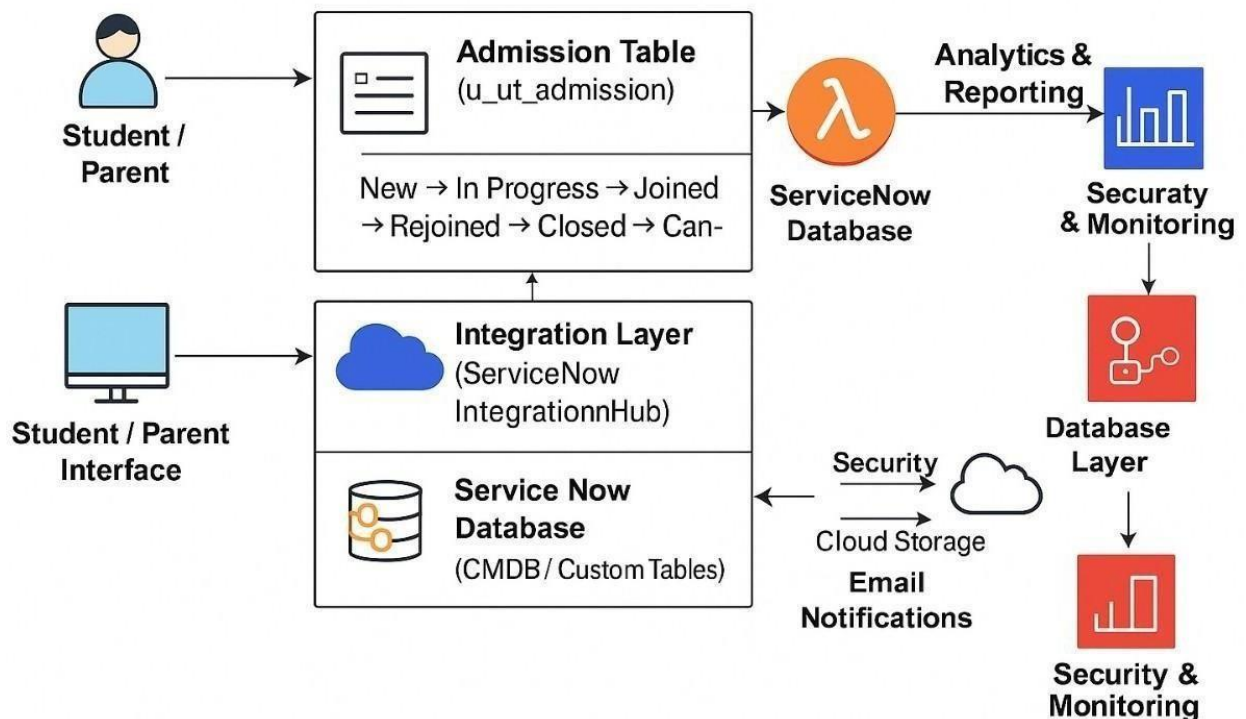 Student /
Parent
Admission Table
(u_ut_admission)
New → In Progress → Joined
→ Rejoined → Closed → Can-
ServiceNow
Database
Analytics &
Reporting
Securaty
& Monitoring
Student / Parent
Interface
Integration Layer
(ServiceNow
IntegrationnHub)
Service Now
Database
(CMDB / Custom Tables)
Security
Cloud Storage
Email
Notifications
Database
Layer
Security &
Monitoring